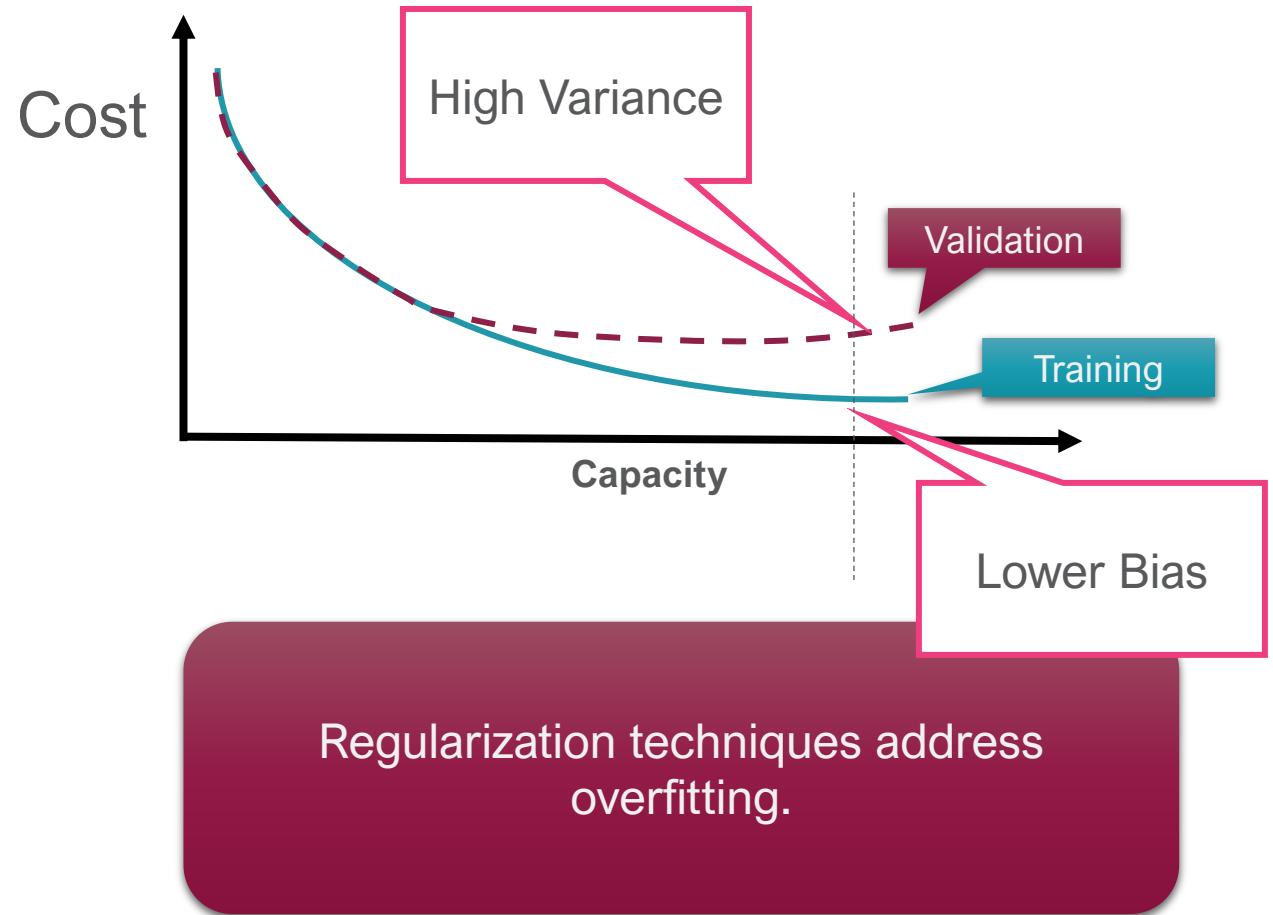 Cost
High Variance
Validation
Training
Capacity
Lower Bias
Regularization techniques address
overfitting.